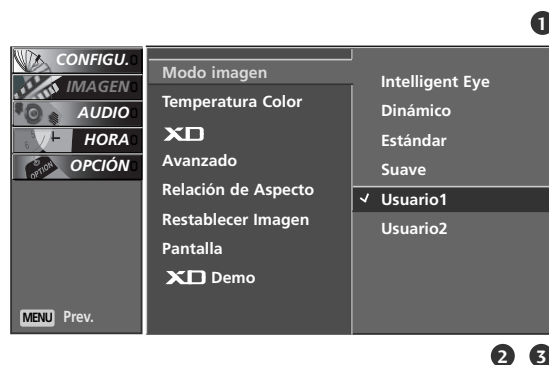 1
CONFIGU.
IMAGEN
AUDIO
HORA
OPCIÓN
Modo imagen
Temperatura Color
XD
Avanzado
Relación de Aspecto
Restablecer Imagen
Pantalla
XD Demo
Intelligent Eye
Dinámico
Estándar
Suave
✓ Usuario1
Usuario2
MENU Prev.
2 3